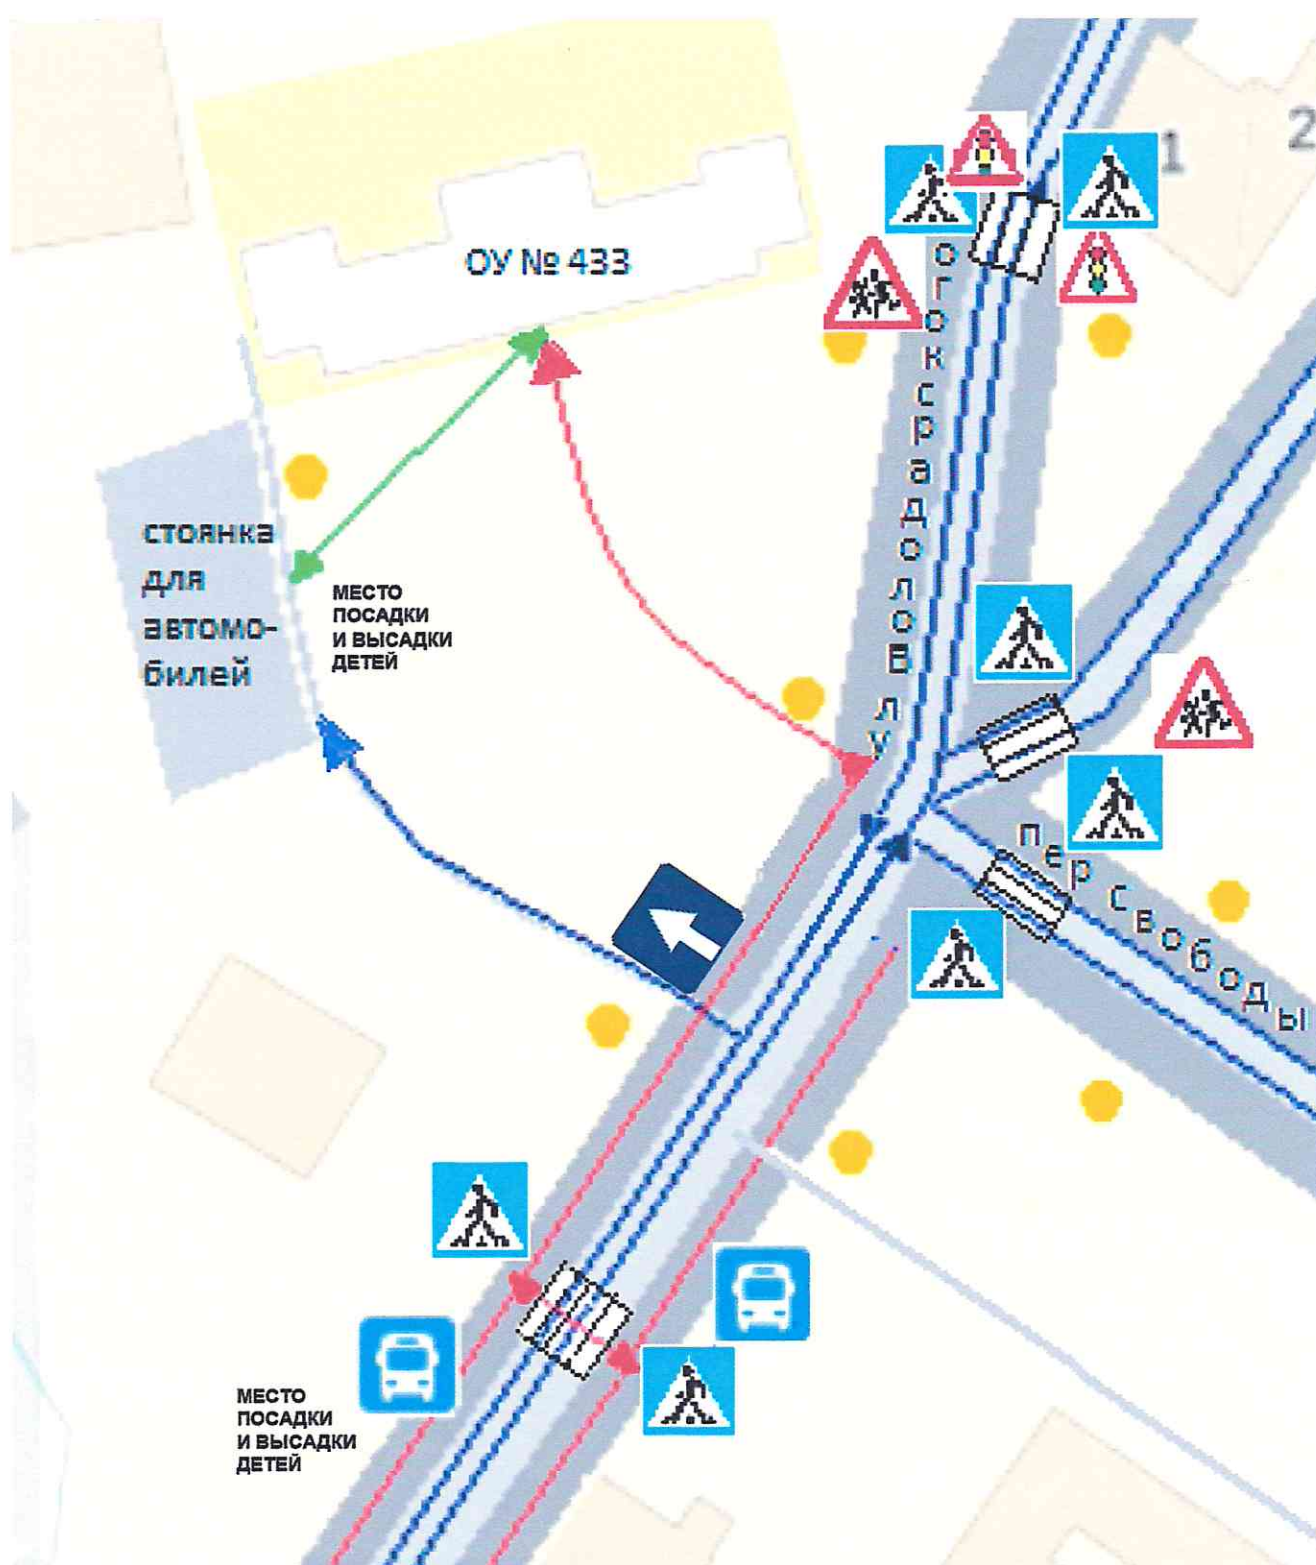 1
2
ОУ № 433
ул Володарского
стоянка
для
автомо-
билей
МЕСТО
ПОСАДКИ
И ВЫСАДКИ
ДЕТЕЙ
пер Свободы
МЕСТО
ПОСАДКИ
И ВЫСАДКИ
ДЕТЕЙ